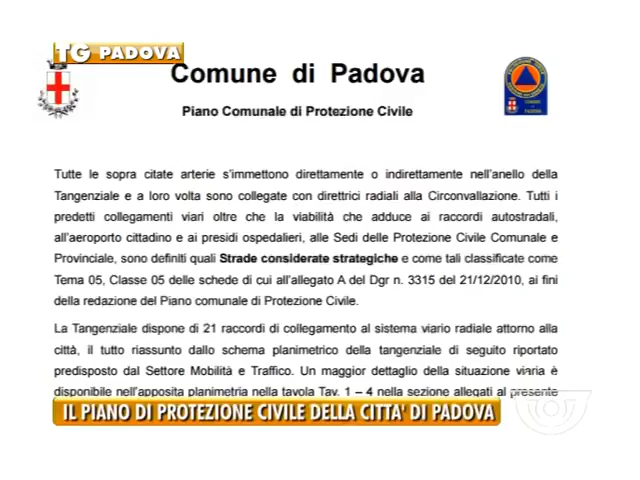 TG PADOVA
Comune di Padova
Piano Comunale di Protezione Civile
Tutte le sopra citate arterie s'immettono direttamente o indirettamente nell'anello della
Tangenziale e a loro volta sono collegate con direttrici radiali alla Circonvallazione. Tutti i
predetti collegamenti viari oltre che la viabilità che adduce ai raccordi autostradali,
all'aeroporto cittadino e ai presidi ospedalieri, alle Sedi delle Protezione Civile Comunale e
Provinciale, sono definiti quali Strade considerate strategiche e come tali classificate come
Tema 05, Classe 05 delle schede di cui all'allegato A del Dgr n. 3315 del 21/12/2010, ai fini
della redazione del Piano comunale di Protezione Civile.
La Tangenziale dispone di 21 raccordi di collegamento al sistema viario radiale attorno alla
città, il tutto riassunto dallo schema planimetrico della tangenziale di seguito riportato
predisposto dal Settore Mobilità e Traffico. Un maggior dettaglio della situazione viaria è
disponibile nell'apposita planimetria nella tavola Tav. 1 – 4 nella sezione allegati al presente
IL PIANO DI PROTEZIONE CIVILE DELLA CITTA' DI PADOVA